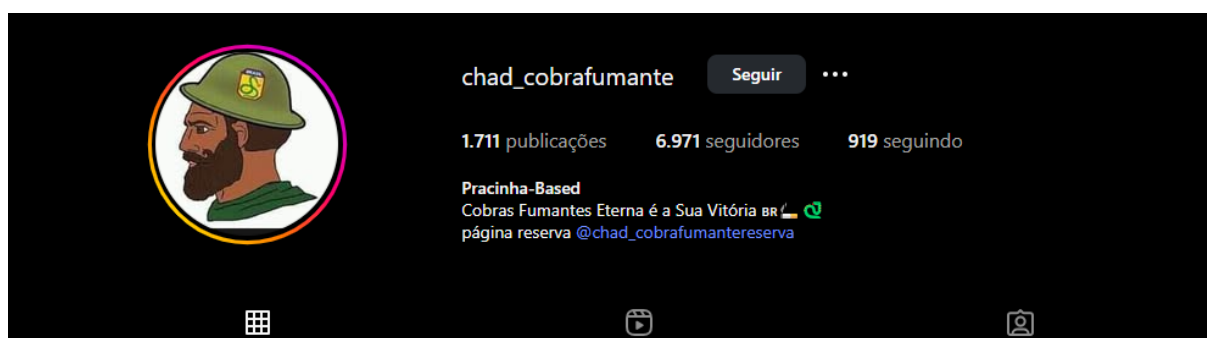 chad_cobrafumante Seguir
1.711 publicações 6.971 seguidores 919 seguindo
Pracinha-Based
Cobras Fumantes Eterna é a Sua Vitória BR🚬 🐍
página reserva @chad_cobrafumantereserva